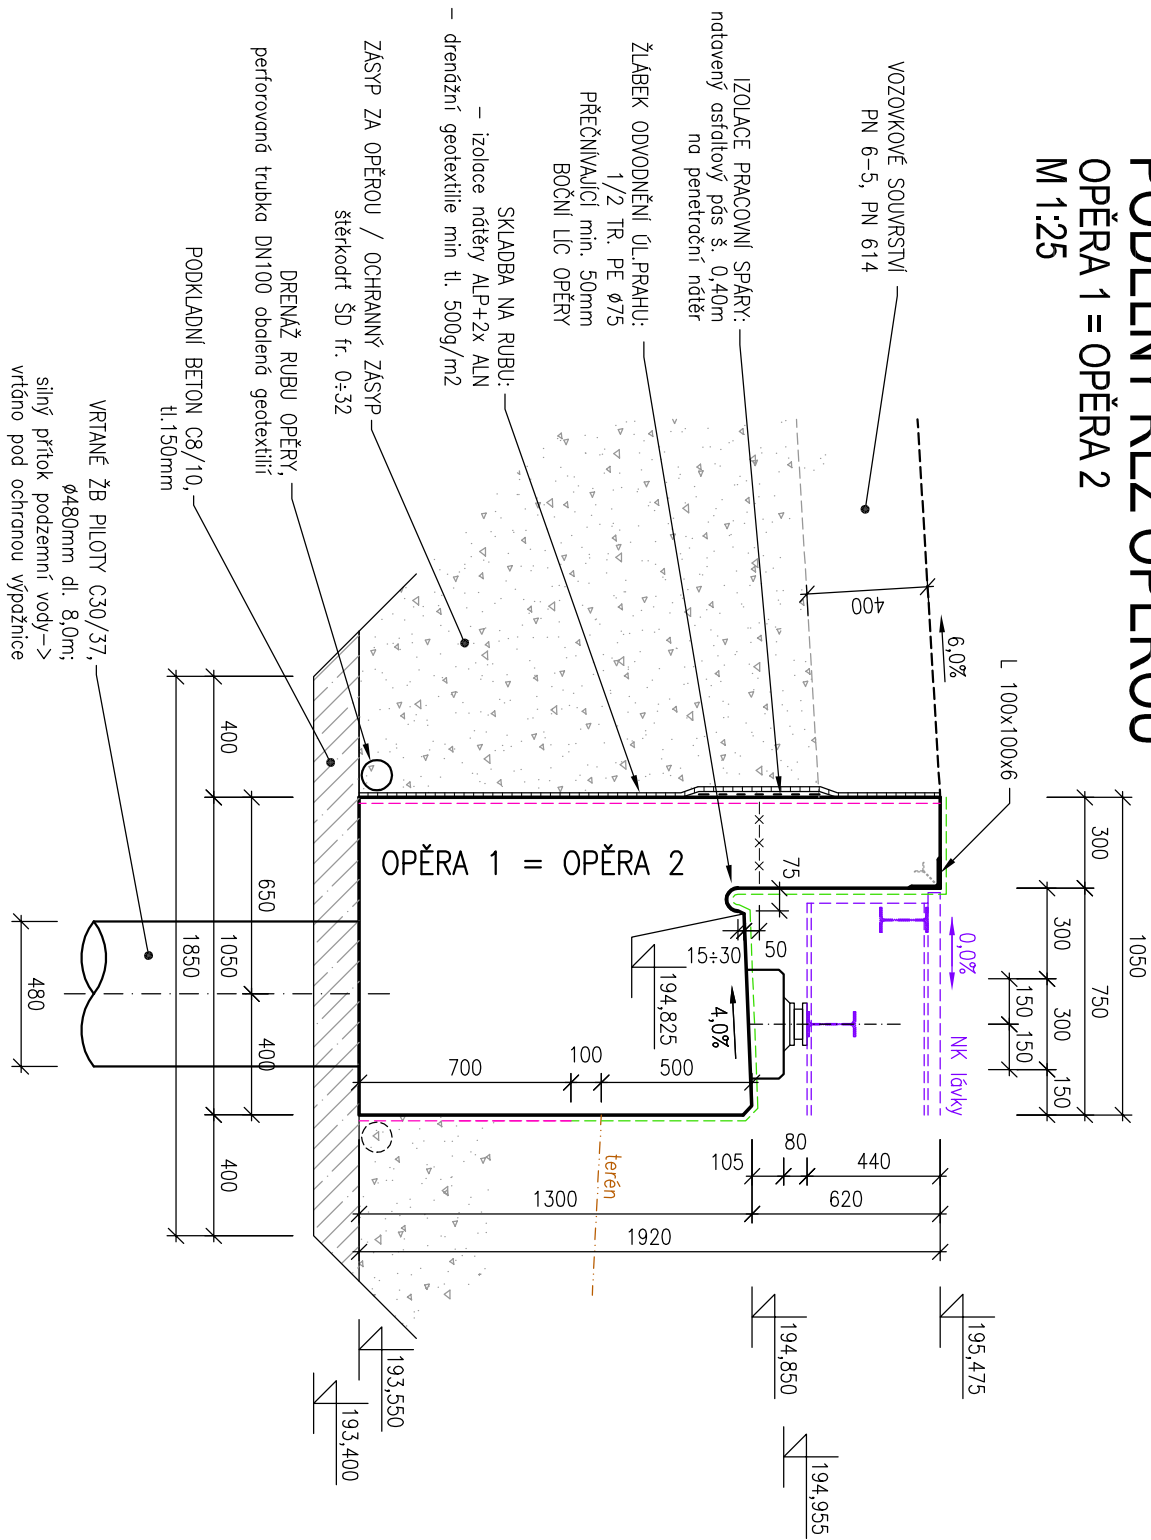 PODÉLNÝ ŘEZ OPĚROU
OPĚRA 1 = OPĚRA 2
M 1:25
VOZOVKOVÉ SOUVRSTVÍ
PN 6-5, PN 614
IZOLACE PRACOVNÍ SPÁRY:
natavený asfaltový pás š. 0,40m
na penetrační nátěr
ŽLÁBEK ODVODNĚNÍ ÚL.PRAHU:
1/2 TR. PE ø75
PŘEČNÍVAJÍCÍ min. 50mm
BOČNÍ LÍC OPĚRY
SKLADBA NA RUBU:
- izolace nátěry ALP+2x ALN
- drenážní geotextilie min tl. 500g/m2
ZÁSYP ZA OPĚROU / OCHRANNÝ ZÁSYP
štěrkodrť ŠD fr. 0÷32
DRENÁŽ RUBU OPĚRY,
perforovaná trubka DN100 obalená geotextilií
PODKLADNÍ BETON C8/10,
tl.150mm
VRTANÉ ŽB PILOTY C30/37,
ø480mm dl. 8,0m;
silný přítok podzemní vody->
vrtáno pod ochranou výpažnice
400
6,0%
L 100x100x6
300
1050
750
300
300
150
150
150
0,0%
NK lávky
75
50
15÷30
194,825
4,0%
OPĚRA 1 = OPĚRA 2
700
100
500
terén
105
80
440
1300
620
1920
400
650
1050
1850
400
400
480
195,475
194,850
194,955
193,550
193,400